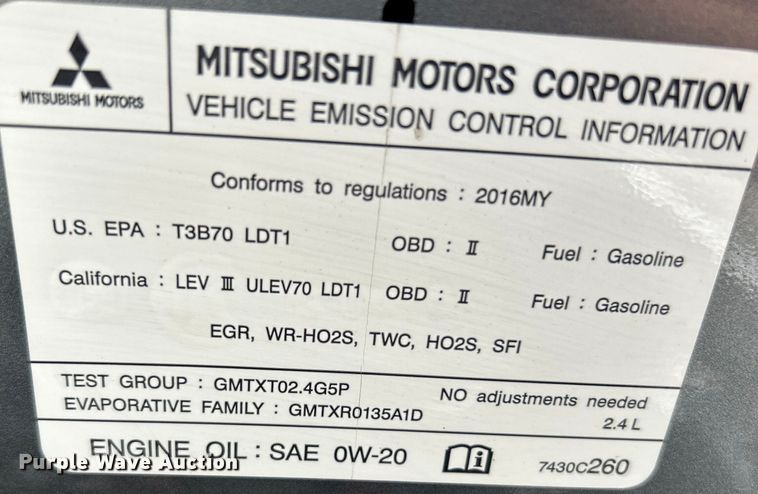 MITSUBISHI MOTORS
MITSUBISHI MOTORS CORPORATION
VEHICLE EMISSION CONTROL INFORMATION
Conforms to regulations : 2016MY
U.S. EPA : T3B70 LDT1 OBD : Ⅱ Fuel : Gasoline
California : LEV Ⅲ ULEV70 LDT1 OBD : Ⅱ Fuel : Gasoline
EGR, WR-HO2S, TWC, HO2S, SFI
TEST GROUP : GMTXT02.4G5P NO adjustments needed
EVAPORATIVE FAMILY : GMTXR0135A1D 2.4 L
ENGINE OIL : SAE 0W-20 7430C260
Purple Wave Auction